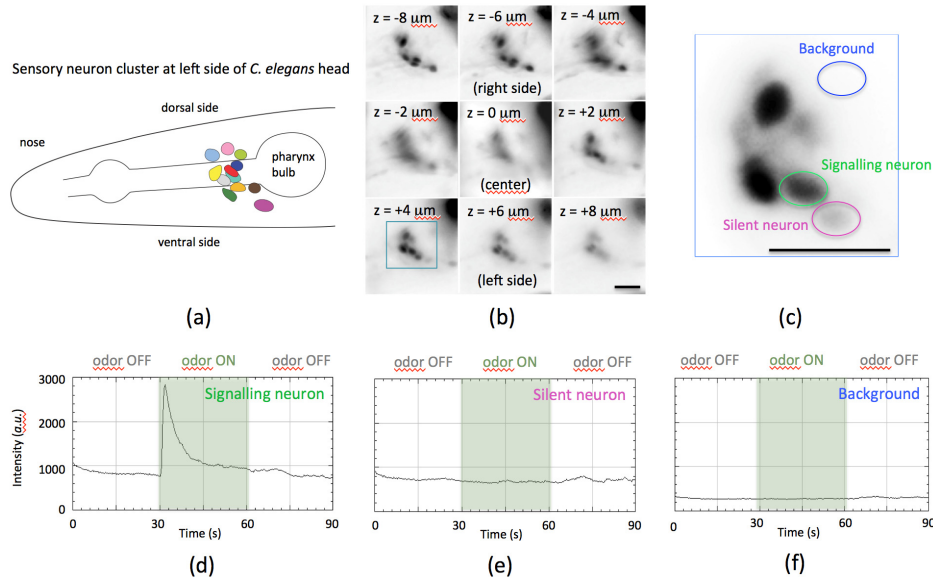 Sensory neuron cluster at left side of C. elegans head
dorsal side
nose
pharynx
bulb
ventral side
(a)
z = -8 μm
z = -6 μm
z = -4 μm
(right side)
z = -2 μm
z = 0 μm
z = +2 μm
(center)
z = +4 μm
z = +6 μm
z = +8 μm
(left side)
(b)
Background
Signalling neuron
Silent neuron
(c)
odor OFF odor ON odor OFF
Signalling neuron
Intensity (a.u.)
3000
2000
1000
0
0 30 60 90
Time (s)
(d)
odor OFF odor ON odor OFF
Silent neuron
0 30 60 90
Time (s)
(e)
odor OFF odor ON odor OFF
Background
0 30 60 90
Time (s)
(f)